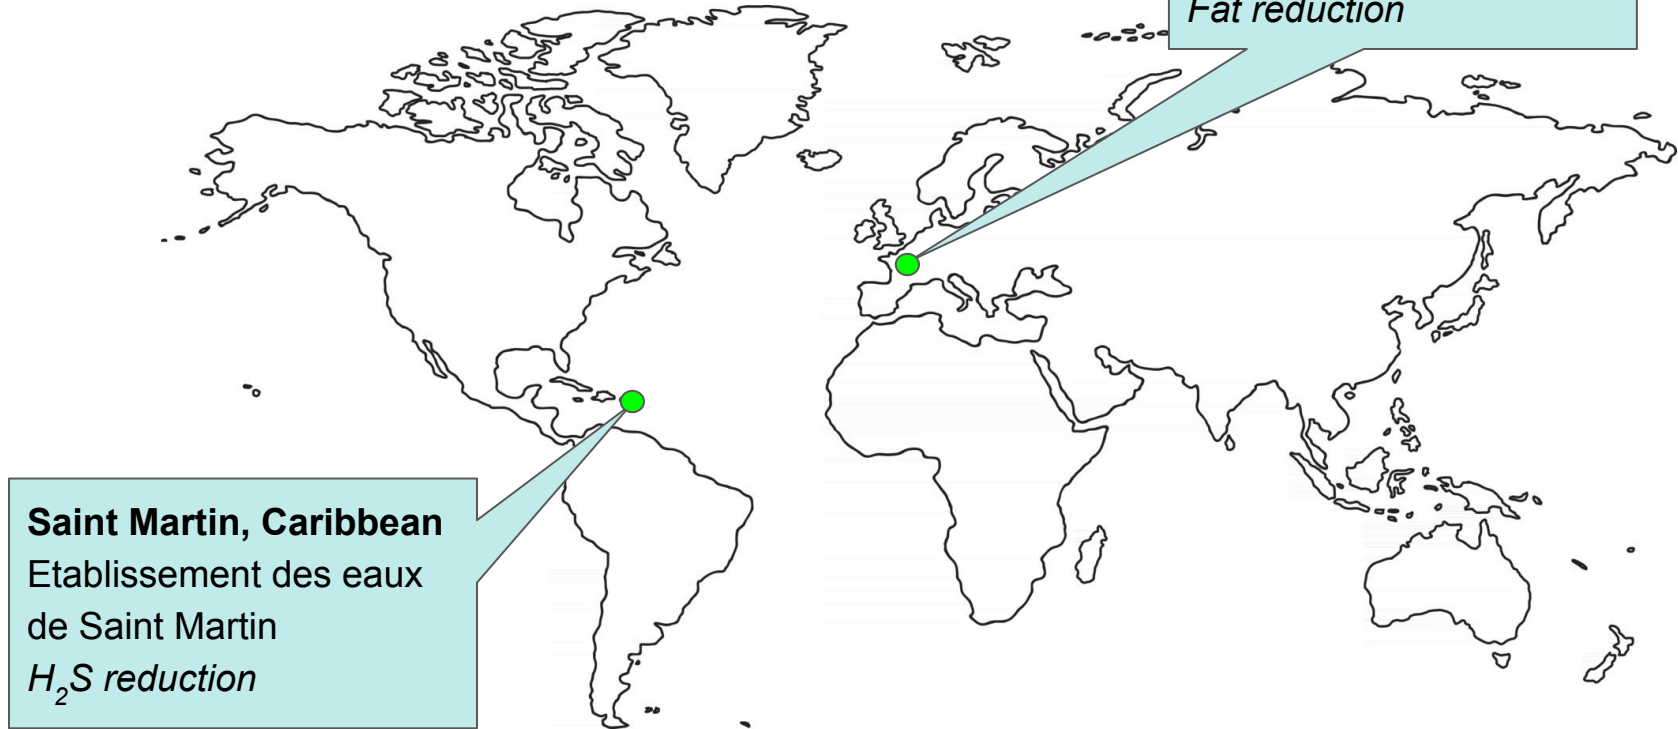 Fat reduction
Saint Martin, Caribbean
Etablissement des eaux
de Saint Martin
H₂S reduction